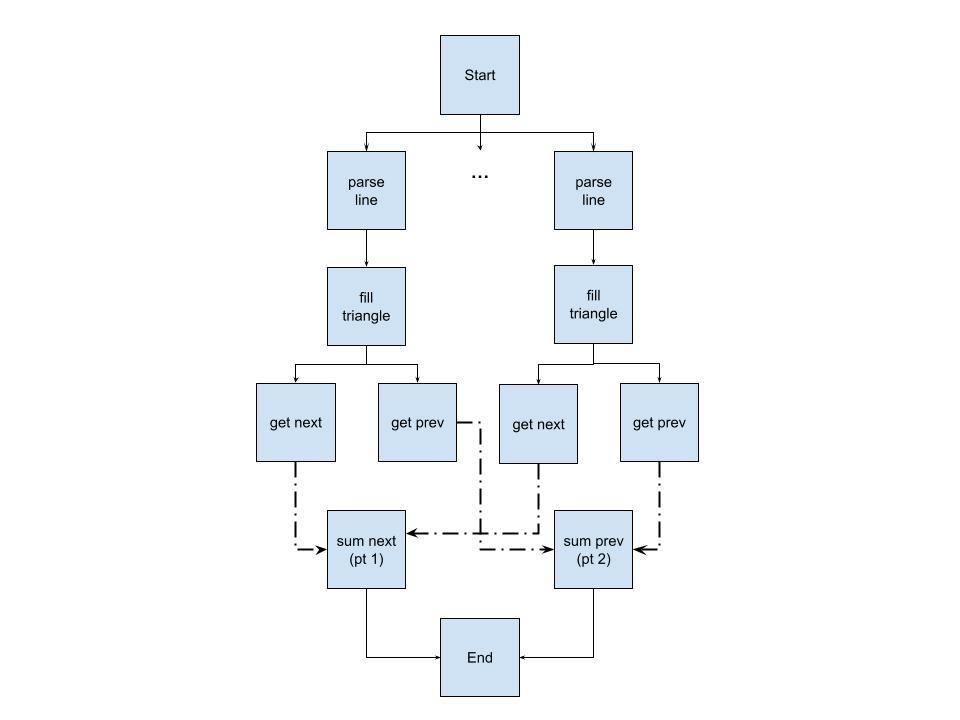 Start
parse
line
...
parse
line
fill
triangle
fill
triangle
get next
get prev
get next
get prev
sum next
(pt 1)
sum prev
(pt 2)
End